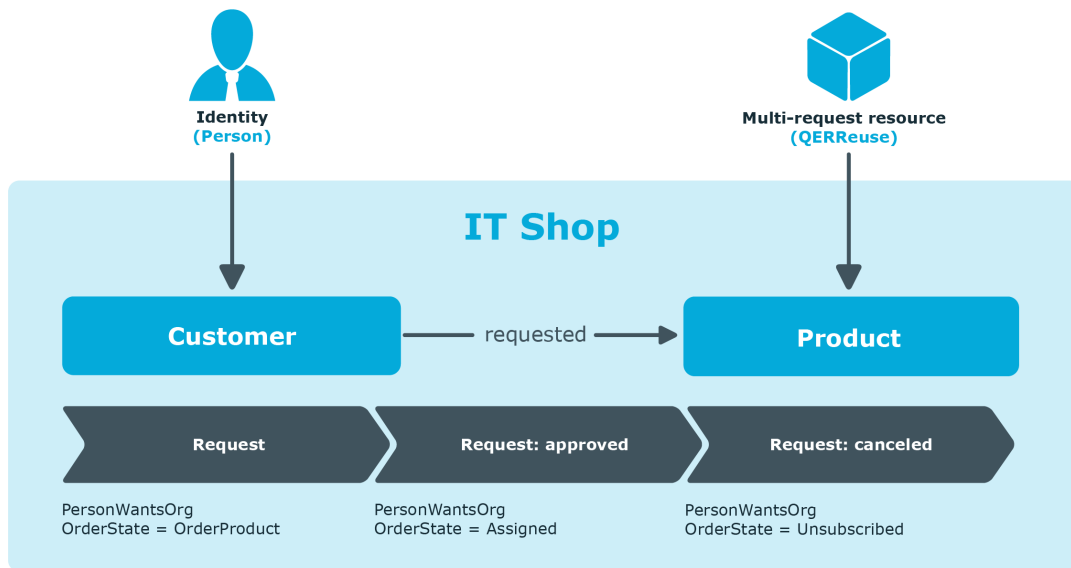 Identity
(Person)
Multi-request resource
(QERReuse)
IT Shop
Customer
requested
Product
Request
Request: approved
Request: canceled
PersonWantsOrg
OrderState = OrderProduct
PersonWantsOrg
OrderState = Assigned
PersonWantsOrg
OrderState = Unsubscribed